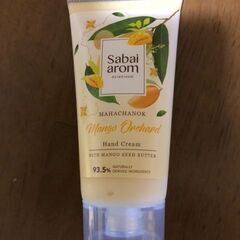 Sabai
arom
MAHACHANOK
Mango Orchard
Hand Cream
WITH MANGO SEED BUTTER
93.5% NATURALLY
DERIVED INGREDIENTS